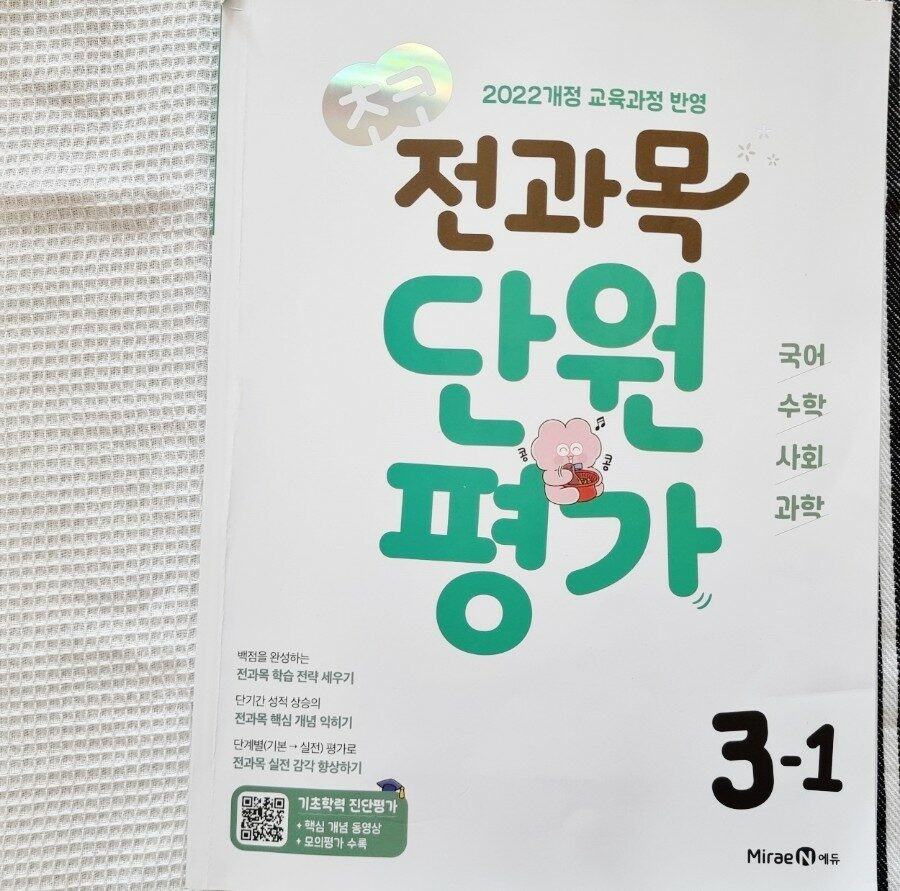 초코
2022개정 교육과정 반영
전과목
단원
평가
국어
수학
사회
과학
백점을 완성하는
전과목 학습 전략 세우기
단기간 성적 상승의
전과목 핵심 개념 익히기
단계별(기본 → 실전) 평가로
전과목 실전 감각 향상하기
기초학력 진단평가
+ 핵심 개념 동영상
+ 모의평가 수록
3-1
Mirae N 에듀